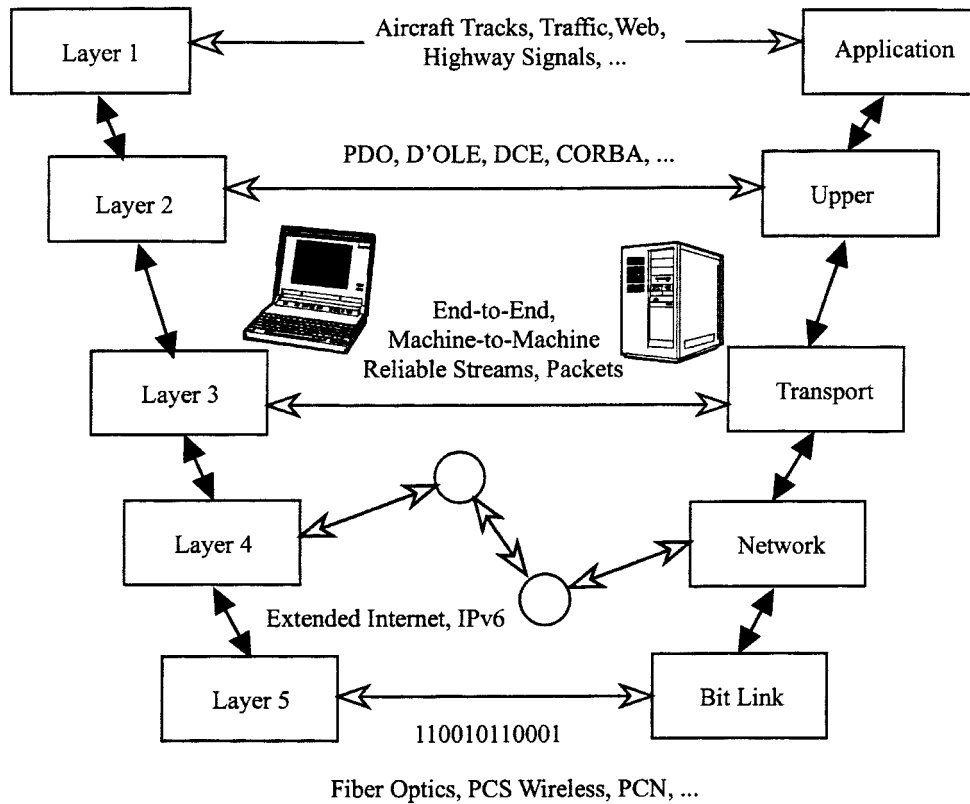 Layer 1
Aircraft Tracks, Traffic,Web,
Highway Signals, ...
Application
PDO, D'OLE, DCE, CORBA, ...
Layer 2
Upper
End-to-End,
Machine-to-Machine
Reliable Streams, Packets
Layer 3
Transport
Layer 4
Network
Extended Internet, IPv6
Layer 5
Bit Link
110010110001
Fiber Optics, PCS Wireless, PCN, ...